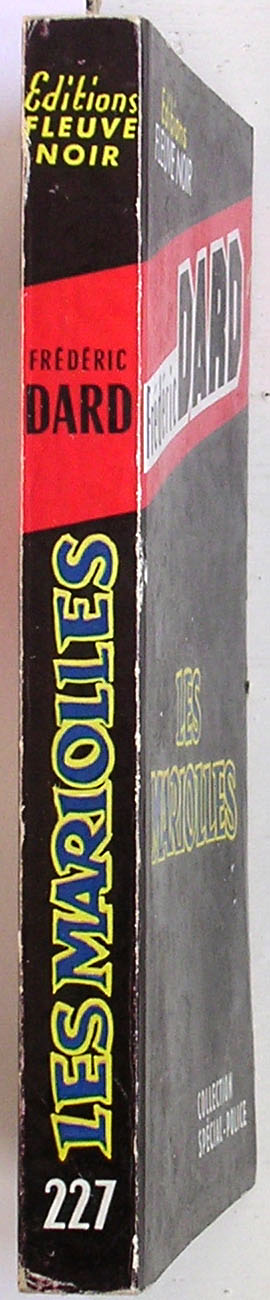 Editions
FLEUVE
NOIR
FRÉDÉRIC
DARD
LES MARIOLLES
227
Editions
FLEUVE NOIR
Frédéric DARD
LES
MARIOLLES
COLLECTION
SPÉCIAL-POLICE